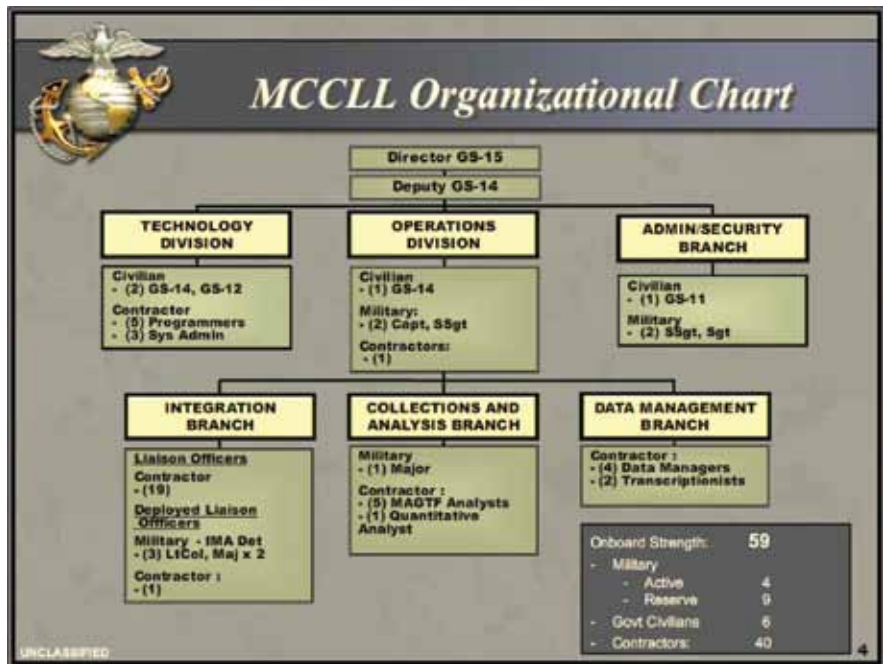 MCCLL Organizational Chart
Director GS-15
Deputy GS-14
TECHNOLOGY
DIVISION
Civilian
- (2) GS-14, GS-12
Contractor
- (5) Programmers
- (3) Sys Admin
OPERATIONS
DIVISION
Civilian
- (1) GS-14
Military:
- (2) Capt, SSgt
Contractors:
- (1)
ADMIN/SECURITY
BRANCH
Civilian
- (1) GS-11
Military
- (2) SSgt, Sgt
INTEGRATION
BRANCH
Liaison Officers
Contractor
- (19)
Deployed Liaison
Officers
Military - IMA Det
- (3) LtCol, Maj x 2
Contractor :
- (1)
COLLECTIONS AND
ANALYSIS BRANCH
Military
- (1) Major
Contractor :
- (5) MAGTF Analysts
- (1) Quantitative
Analyst
DATA MANAGEMENT
BRANCH
Contractor :
- (4) Data Managers
- (2) Transcriptionists
Onboard Strength: 59
- Military
- Active 4
- Reserve 9
- Govt Civilians 6
- Contractors: 40
UNCLASSIFIED
4